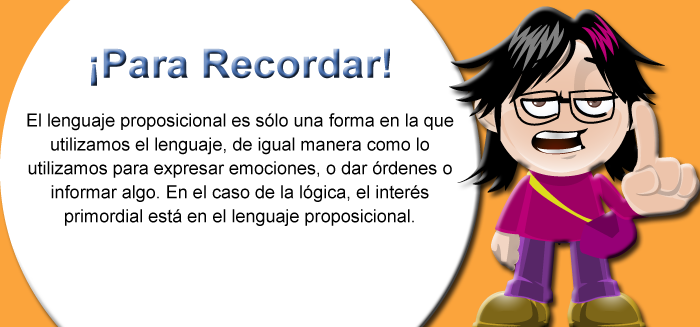 ¡Para Recordar!
El lenguaje proposicional es sólo una forma en la que
utilizamos el lenguaje, de igual manera como lo
utilizamos para expresar emociones, o dar órdenes o
informar algo. En el caso de la lógica, el interés
primordial está en el lenguaje proposicional.